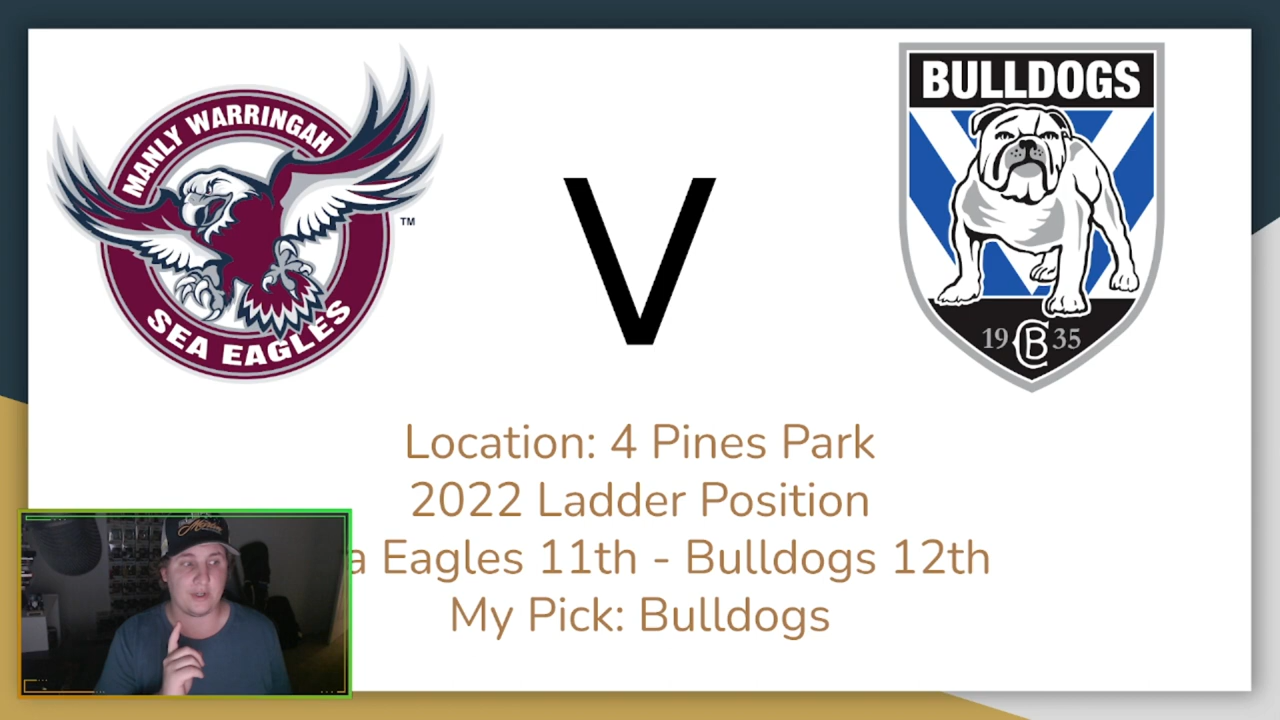 MANLY WARRINGAH
SEA EAGLES
TM
V
BULLDOGS
19 CB 35
Location: 4 Pines Park
2022 Ladder Position
a Eagles 11th - Bulldogs 12th
My Pick: Bulldogs